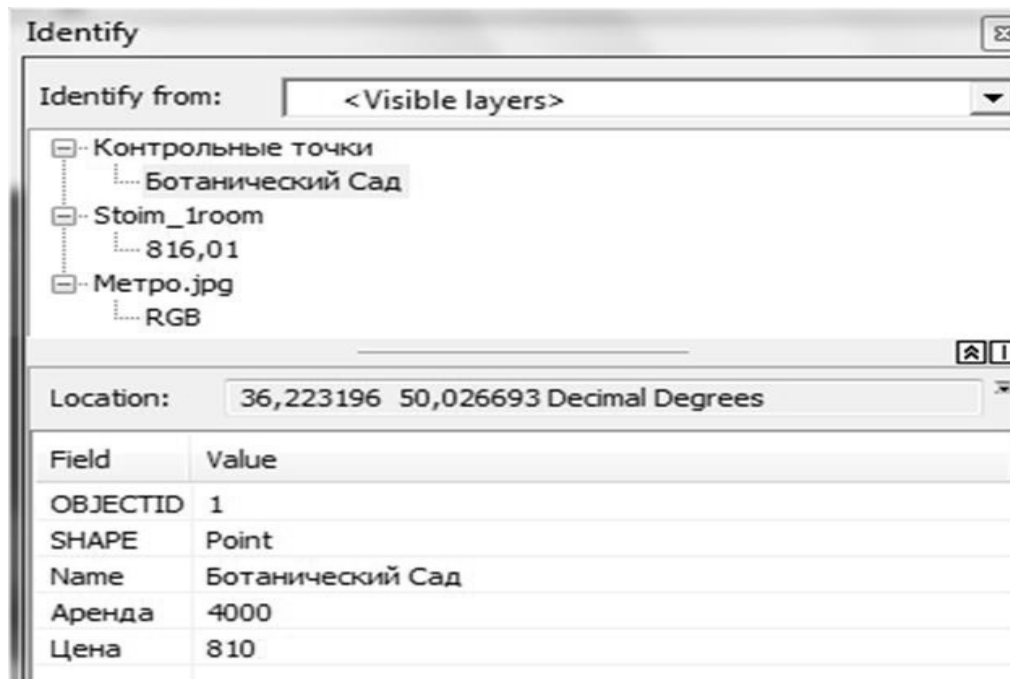 Identify
Identify from: <Visible layers>
Контрольные точки
Ботанический Сад
Stoim_1room
816,01
Метро.jpg
RGB
Location: 36,223196 50,026693 Decimal Degrees
Field Value
OBJECTID 1
SHAPE Point
Name Ботанический Сад
Аренда 4000
Цена 810